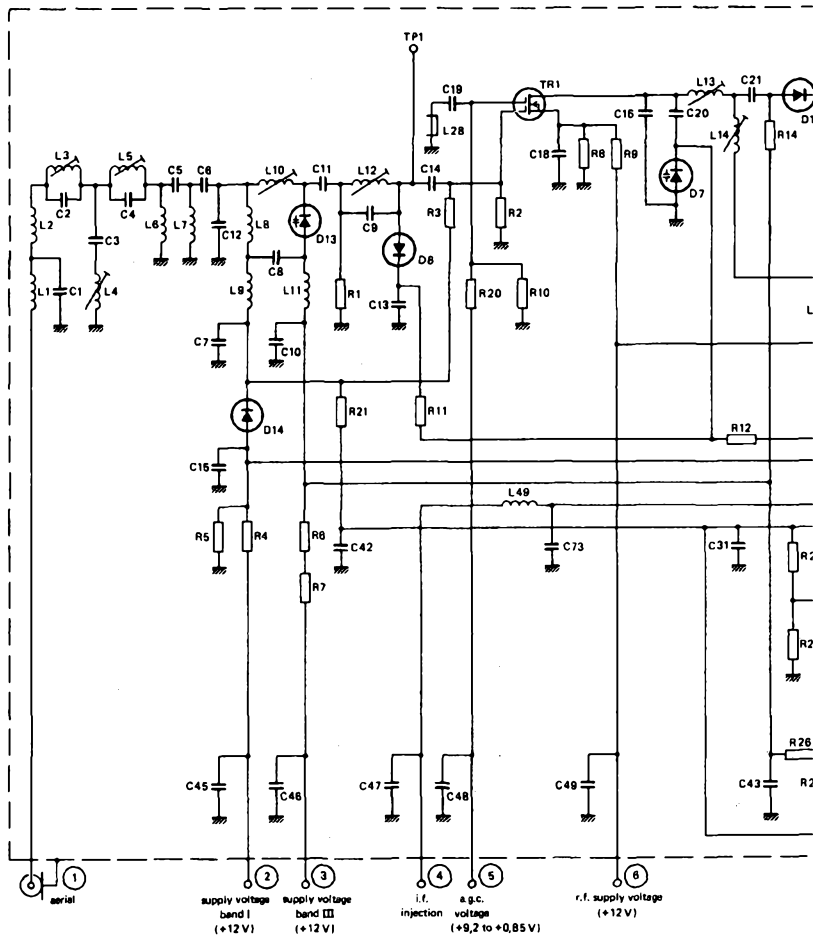 TP1
TR1
C19
L13
C21
D1
L28
C16
C20
L14
R14
L3
L5
C5
C6
L10
C11
L12
C14
C18
R8
R9
D7
C2
C4
L2
C3
L6
L7
C12
L8
D13
C9
R3
R2
L1
C1
L4
C8
D8
L9
L11
R1
C13
R20
R10
L
C7
C10
D14
R21
R11
R12
C15
L49
R5
R4
R6
C42
C73
C31
R2
R7
R2
R26
C45
C46
C47
C48
C49
C43
R2
1
2
3
4
5
6
aerial
supply voltage
band I
(+12 V)
supply voltage
band III
(+12 V)
i.f.
injection
a.g.c.
voltage
(+9,2 to +0,85 V)
r.f. supply voltage
(+12 V)